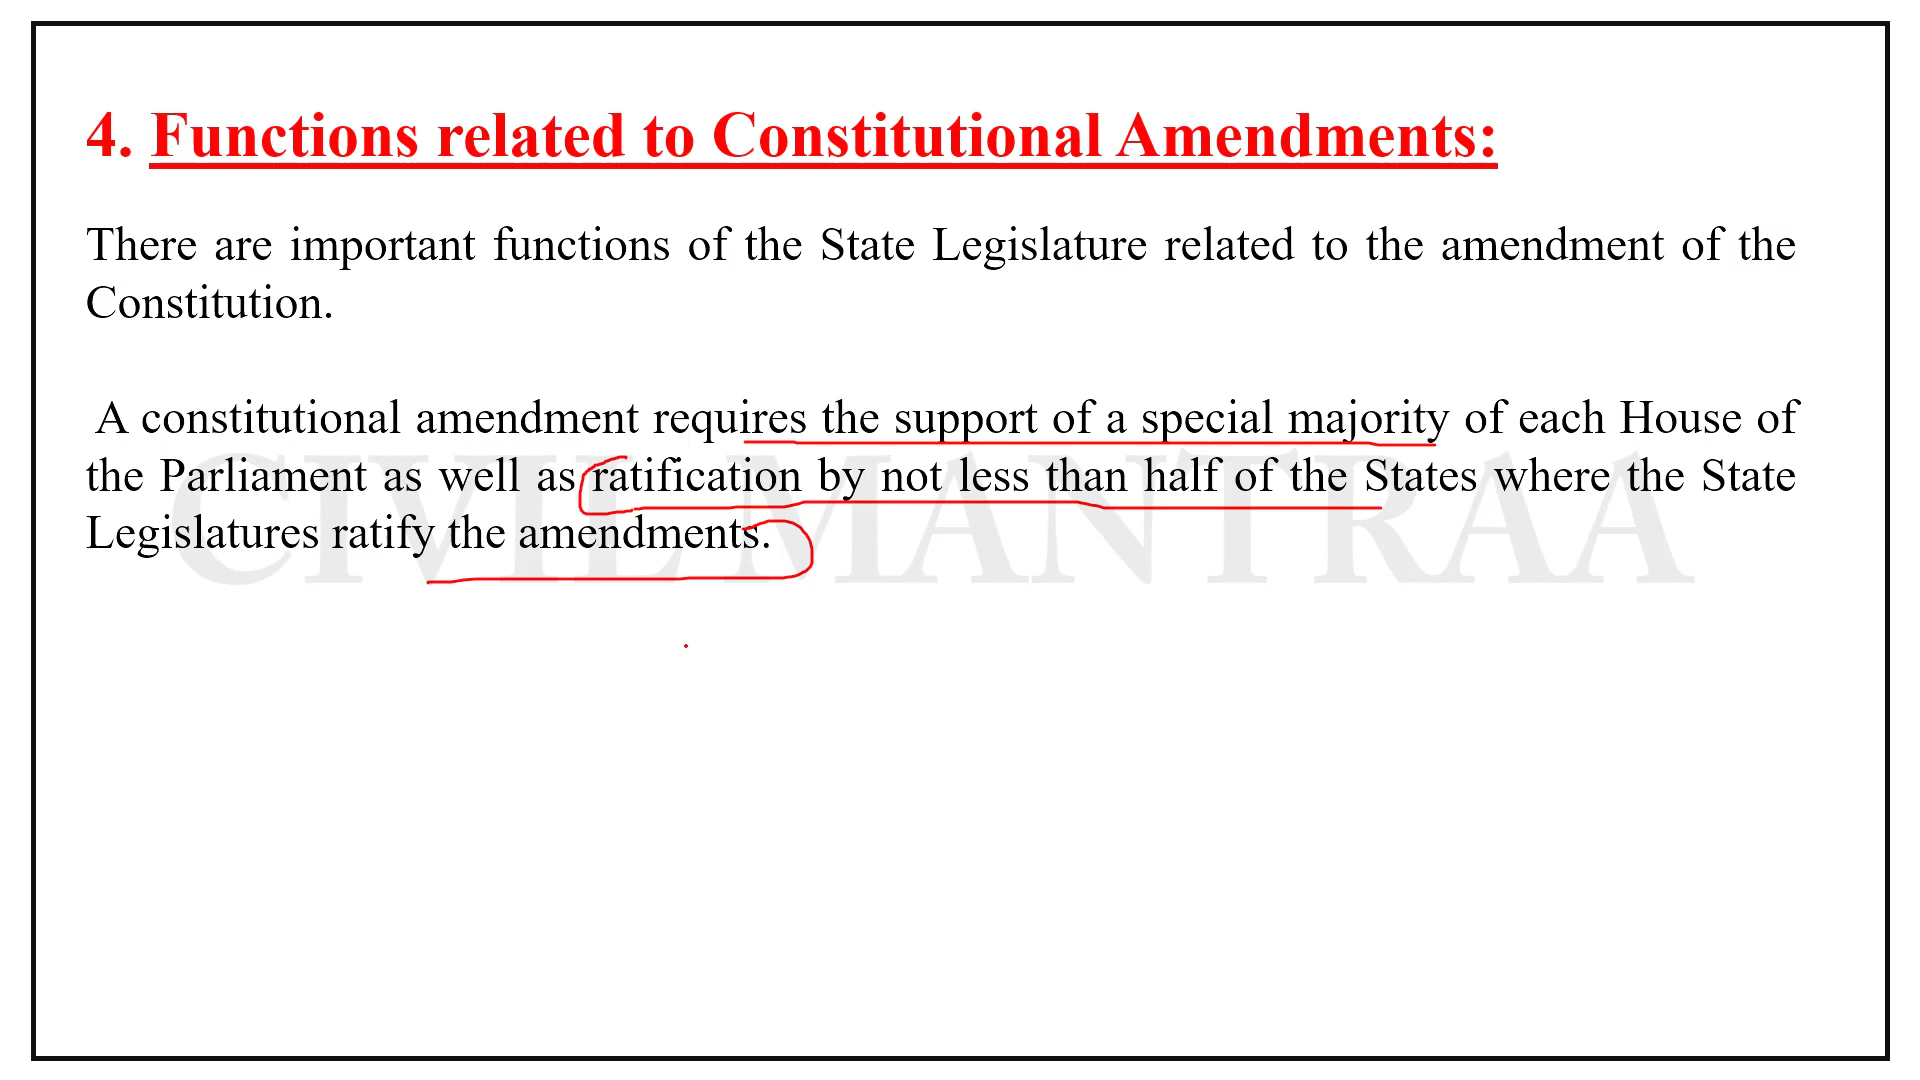 4. Functions related to Constitutional Amendments:
There are important functions of the State Legislature related to the amendment of the
Constitution.
A constitutional amendment requires the support of a special majority of each House of
the Parliament as well as ratification by not less than half of the States where the State
Legislatures ratify the amendments.
CIVIL MANTRAA